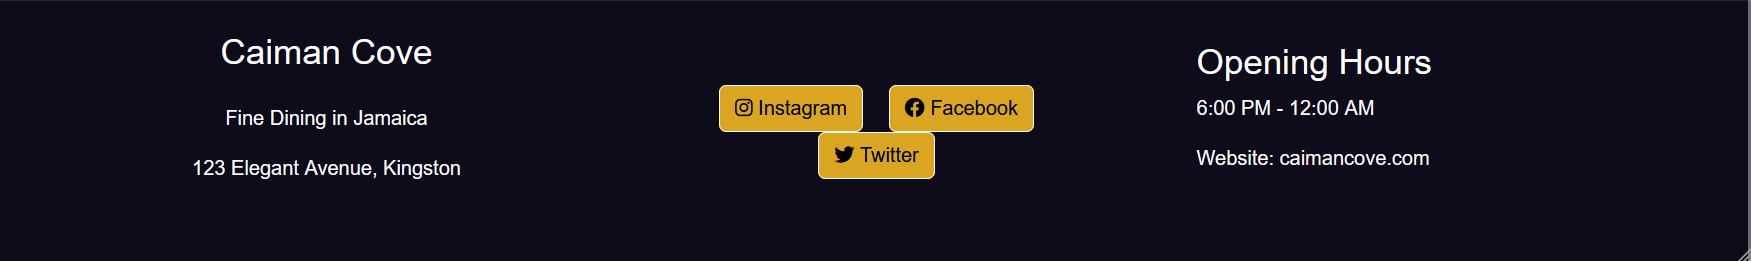 Caiman Cove
Fine Dining in Jamaica
123 Elegant Avenue, Kingston
Instagram
Facebook
Twitter
Opening Hours
6:00 PM - 12:00 AM
Website: caimancove.com